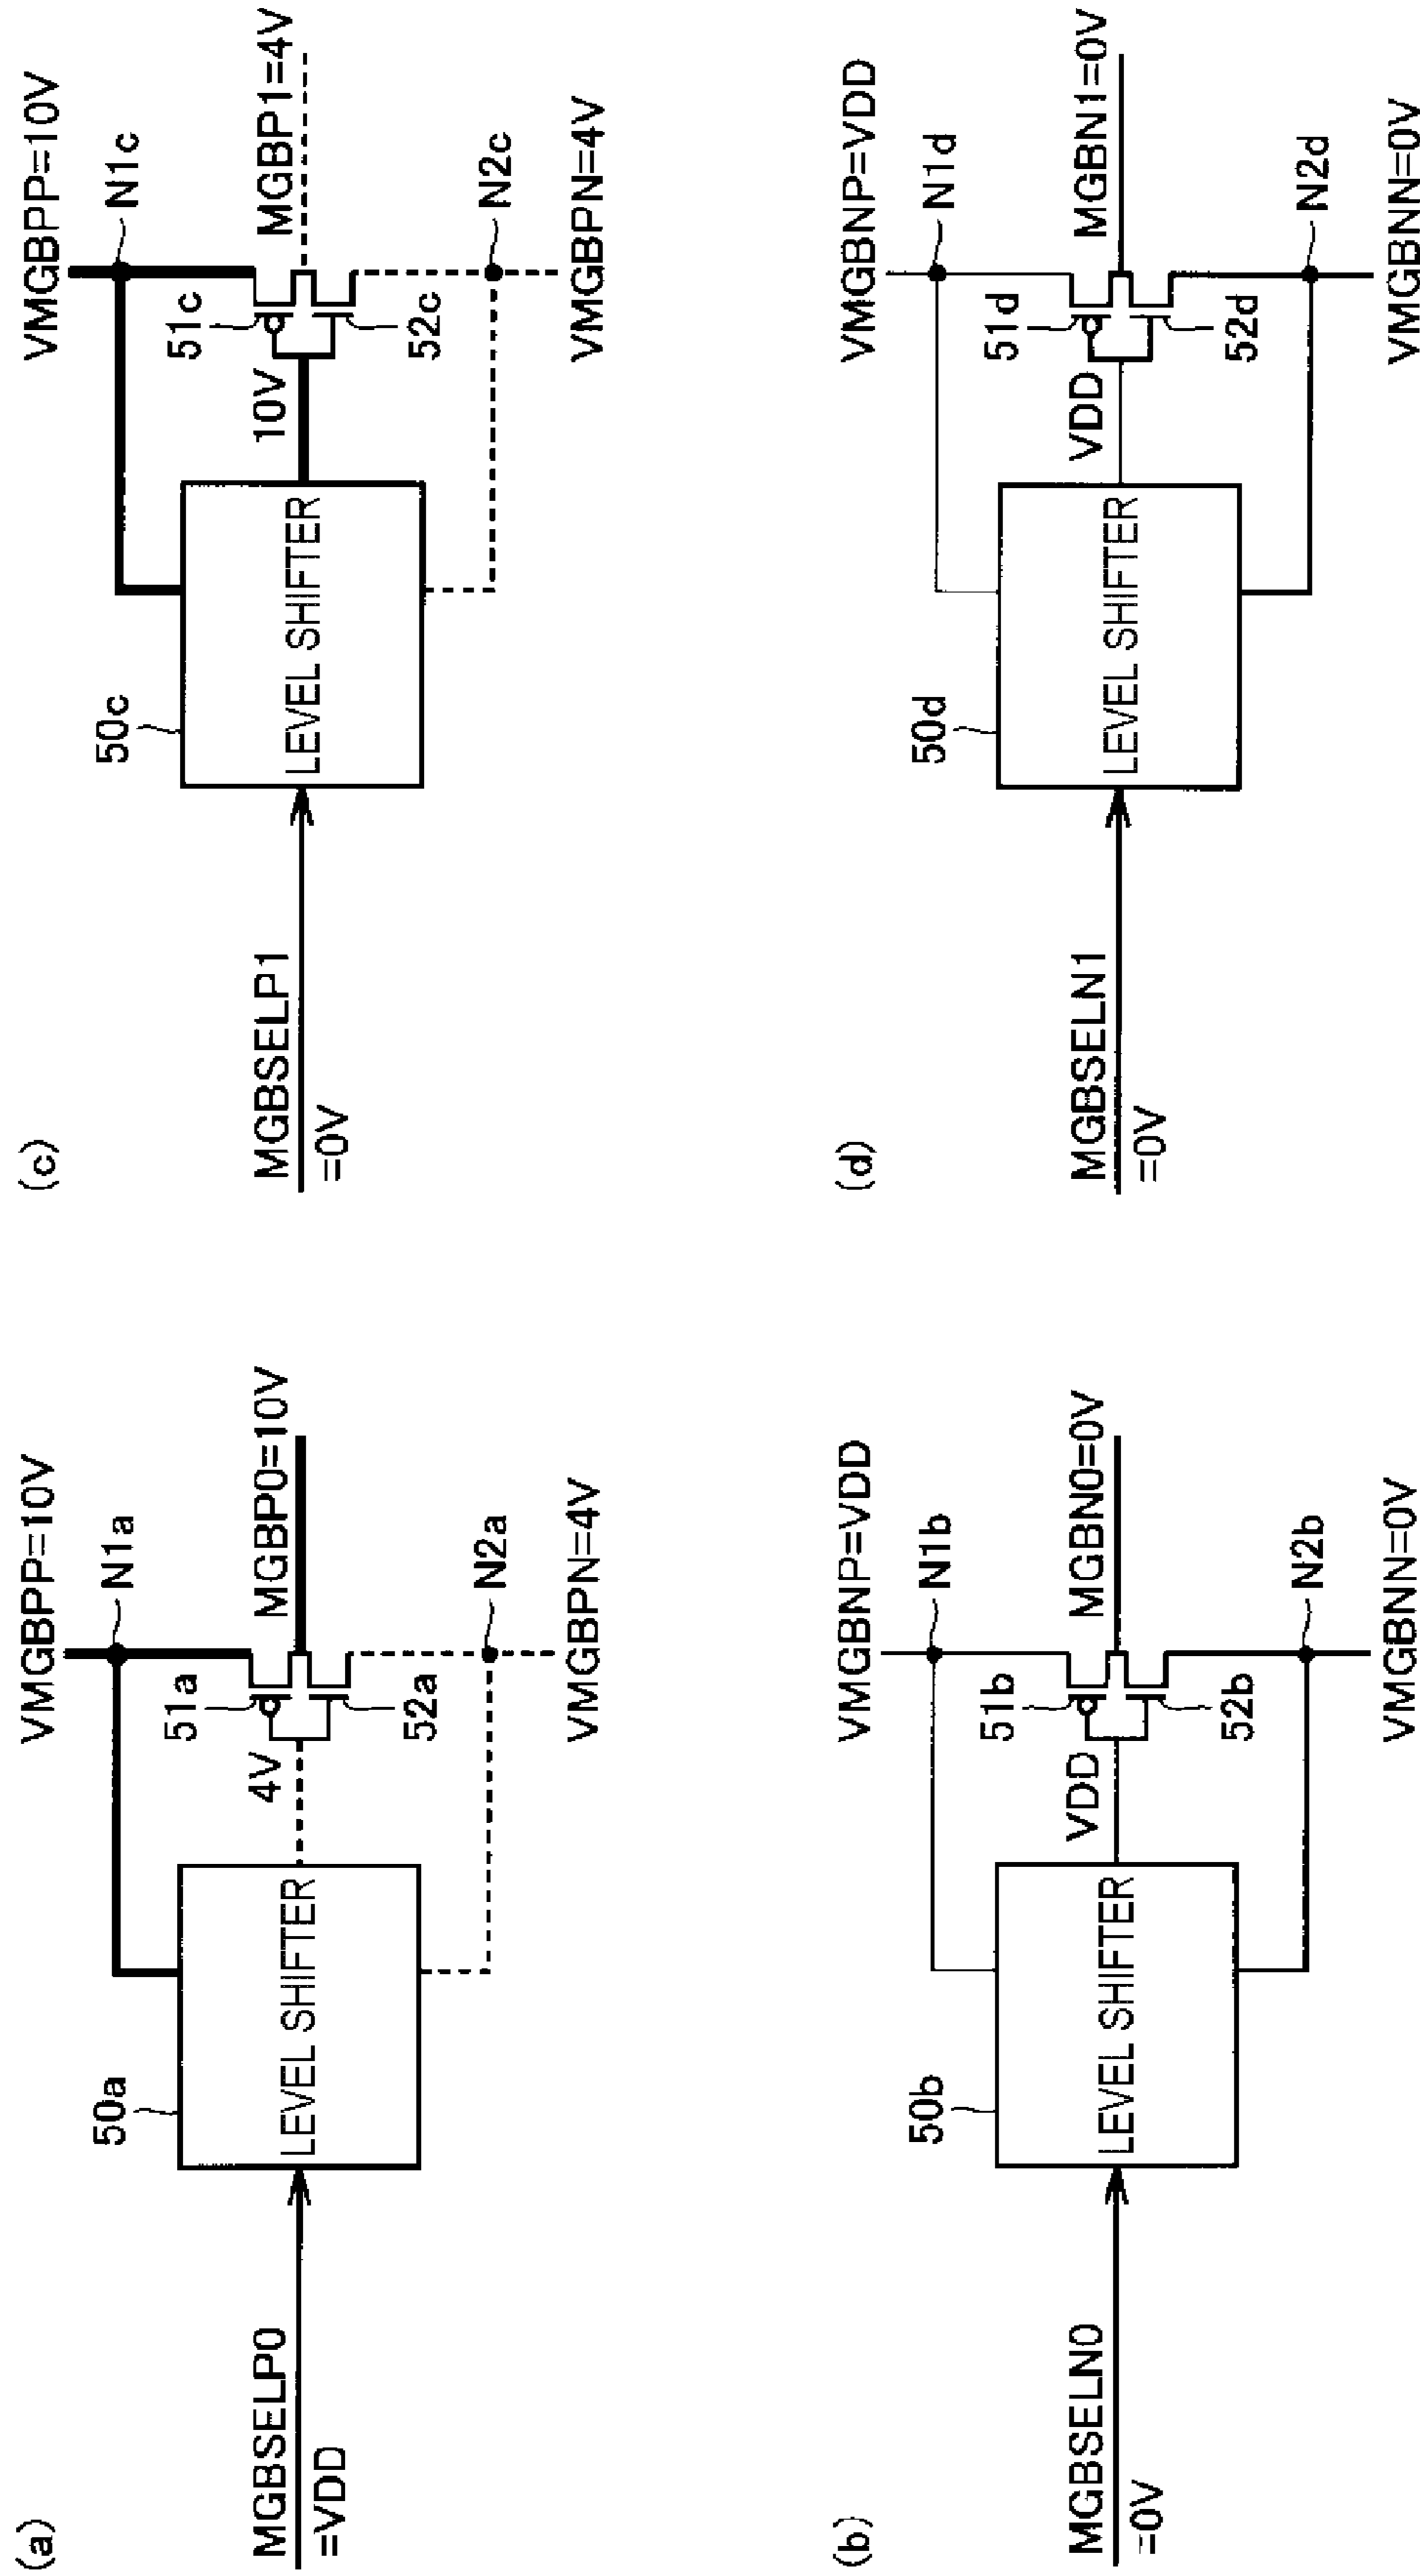 (a)
VMGBPP=10V
N1a
51a
MGBP0=10V
4V
50a
LEVEL SHIFTER
MGBSELP0
=VDD
52a
N2a
VMGBPN=4V
(b)
VMGBNP=VDD
N1b
51b
MGBN0=0V
VDD
50b
LEVEL SHIFTER
MGBSELN0
=0V
52b
N2b
VMGBNN=0V
(c)
VMGBPP=10V
N1c
51c
MGBP1=4V
10V
50c
LEVEL SHIFTER
MGBSELP1
=0V
52c
N2c
VMGBPN=4V
(d)
VMGBNP=VDD
N1d
51d
MGBN1=0V
VDD
50d
LEVEL SHIFTER
MGBSELN1
=0V
52d
N2d
VMGBNN=0V